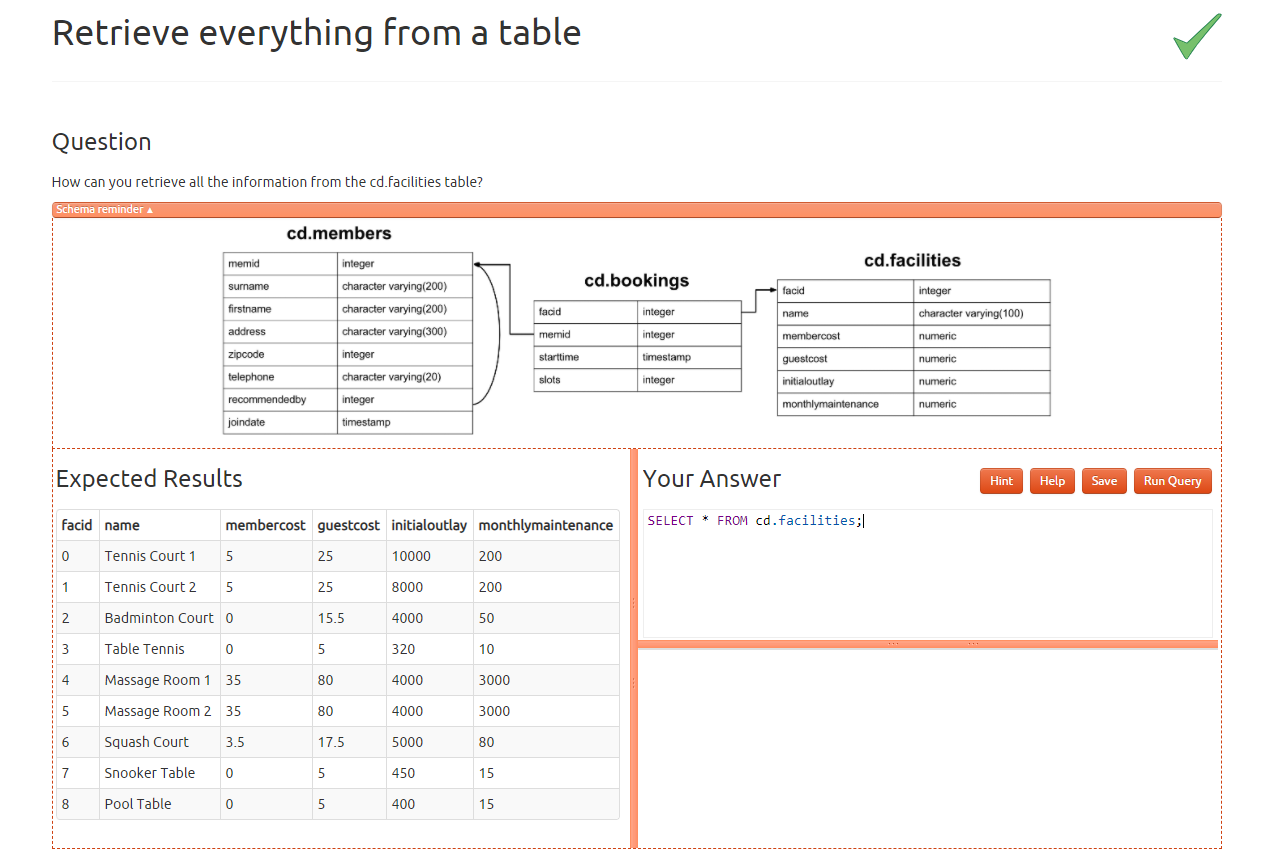 Retrieve everything from a table
Question
How can you retrieve all the information from the cd.facilities table?
Schema reminder ▲
cd.members
memid integer
surname character varying(200)
firstname character varying(200)
address character varying(300)
zipcode integer
telephone character varying(20)
recommendedby integer
joindate timestamp
cd.bookings
facid integer
memid integer
starttime timestamp
slots integer
cd.facilities
facid integer
name character varying(100)
membercost numeric
guestcost numeric
initialoutlay numeric
monthlymaintenance numeric
Expected Results
facid name membercost guestcost initialoutlay monthlymaintenance
0 Tennis Court 1 5 25 10000 200
1 Tennis Court 2 5 25 8000 200
2 Badminton Court 0 15.5 4000 50
3 Table Tennis 0 5 320 10
4 Massage Room 1 35 80 4000 3000
5 Massage Room 2 35 80 4000 3000
6 Squash Court 3.5 17.5 5000 80
7 Snooker Table 0 5 450 15
8 Pool Table 0 5 400 15
Your Answer
Hint Help Save Run Query
SELECT * FROM cd.facilities;